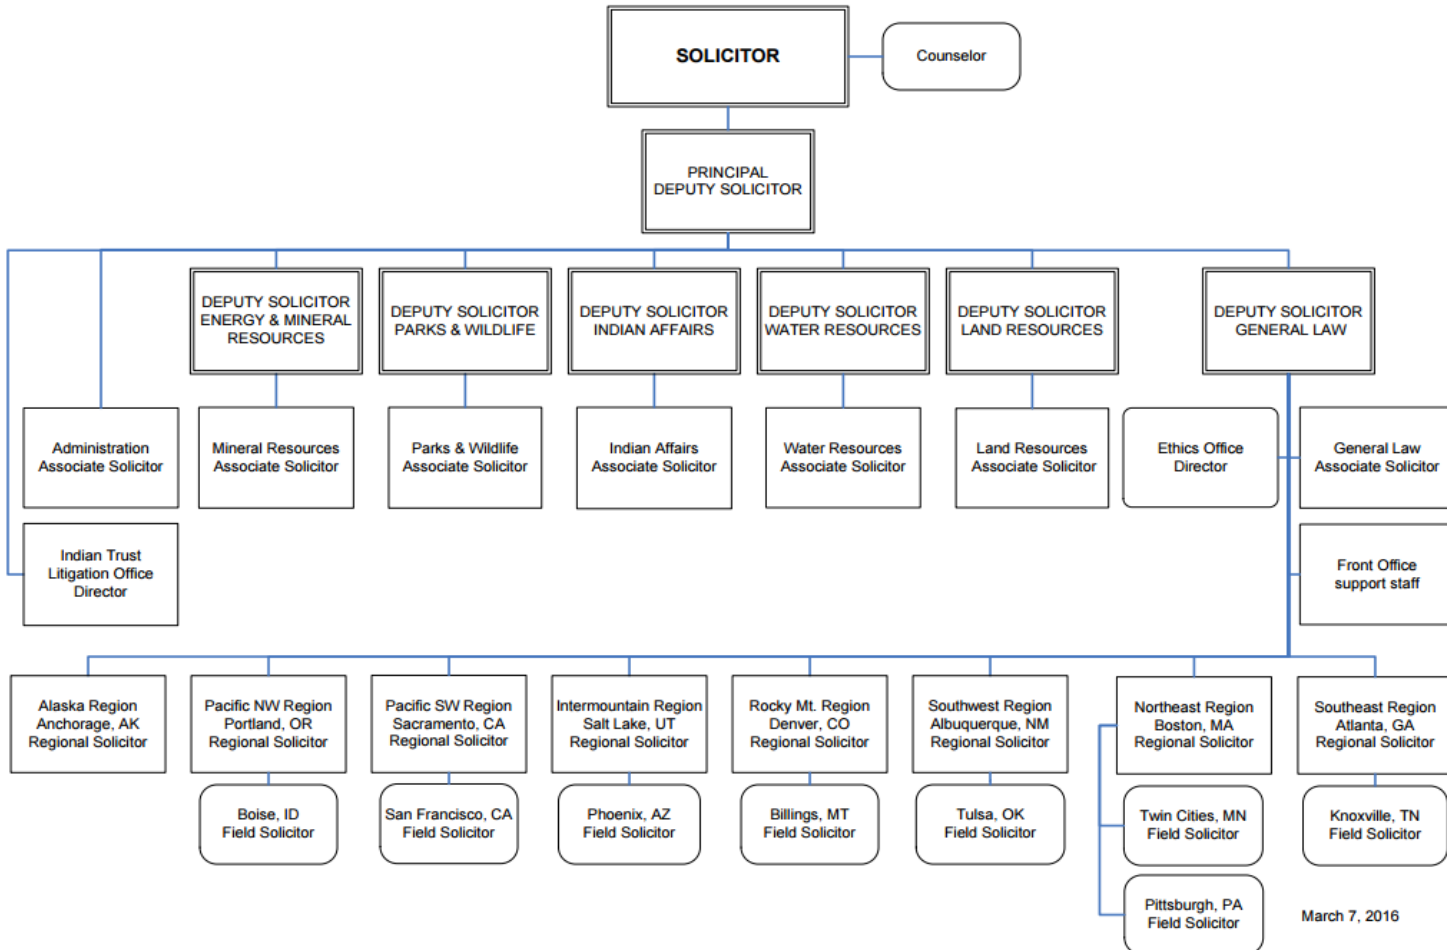 SOLICITOR
Counselor
PRINCIPAL
DEPUTY SOLICITOR
DEPUTY SOLICITOR
ENERGY & MINERAL
RESOURCES
DEPUTY SOLICITOR
PARKS & WILDLIFE
DEPUTY SOLICITOR
INDIAN AFFAIRS
DEPUTY SOLICITOR
WATER RESOURCES
DEPUTY SOLICITOR
LAND RESOURCES
DEPUTY SOLICITOR
GENERAL LAW
Administration
Associate Solicitor
Mineral Resources
Associate Solicitor
Parks & Wildlife
Associate Solicitor
Indian Affairs
Associate Solicitor
Water Resources
Associate Solicitor
Land Resources
Associate Solicitor
Ethics Office
Director
General Law
Associate Solicitor
Indian Trust
Litigation Office
Director
Front Office
support staff
Alaska Region
Anchorage, AK
Regional Solicitor
Pacific NW Region
Portland, OR
Regional Solicitor
Pacific SW Region
Sacramento, CA
Regional Solicitor
Intermountain Region
Salt Lake, UT
Regional Solicitor
Rocky Mt. Region
Denver, CO
Regional Solicitor
Southwest Region
Albuquerque, NM
Regional Solicitor
Northeast Region
Boston, MA
Regional Solicitor
Southeast Region
Atlanta, GA
Regional Solicitor
Boise, ID
Field Solicitor
San Francisco, CA
Field Solicitor
Phoenix, AZ
Field Solicitor
Billings, MT
Field Solicitor
Tulsa, OK
Field Solicitor
Twin Cities, MN
Field Solicitor
Knoxville, TN
Field Solicitor
Pittsburgh, PA
Field Solicitor
March 7, 2016